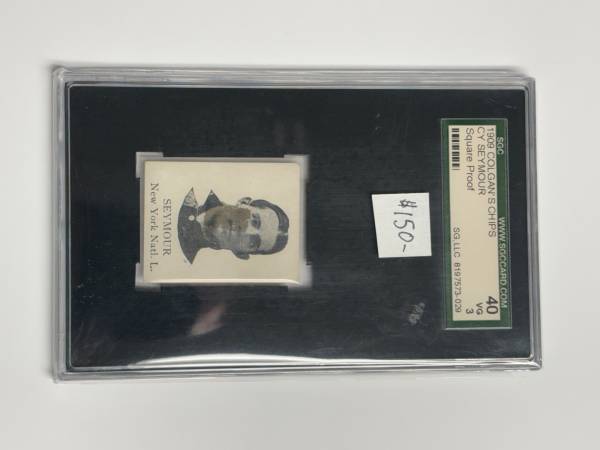 SGC
WWW.SGCCARD.COM
1909 COLGAN'S CHIPS
CY SEYMOUR
Square Proof
40
VG
3
SG, LLC 8197573-029
$150-
SEYMOUR
New York Natl. L.